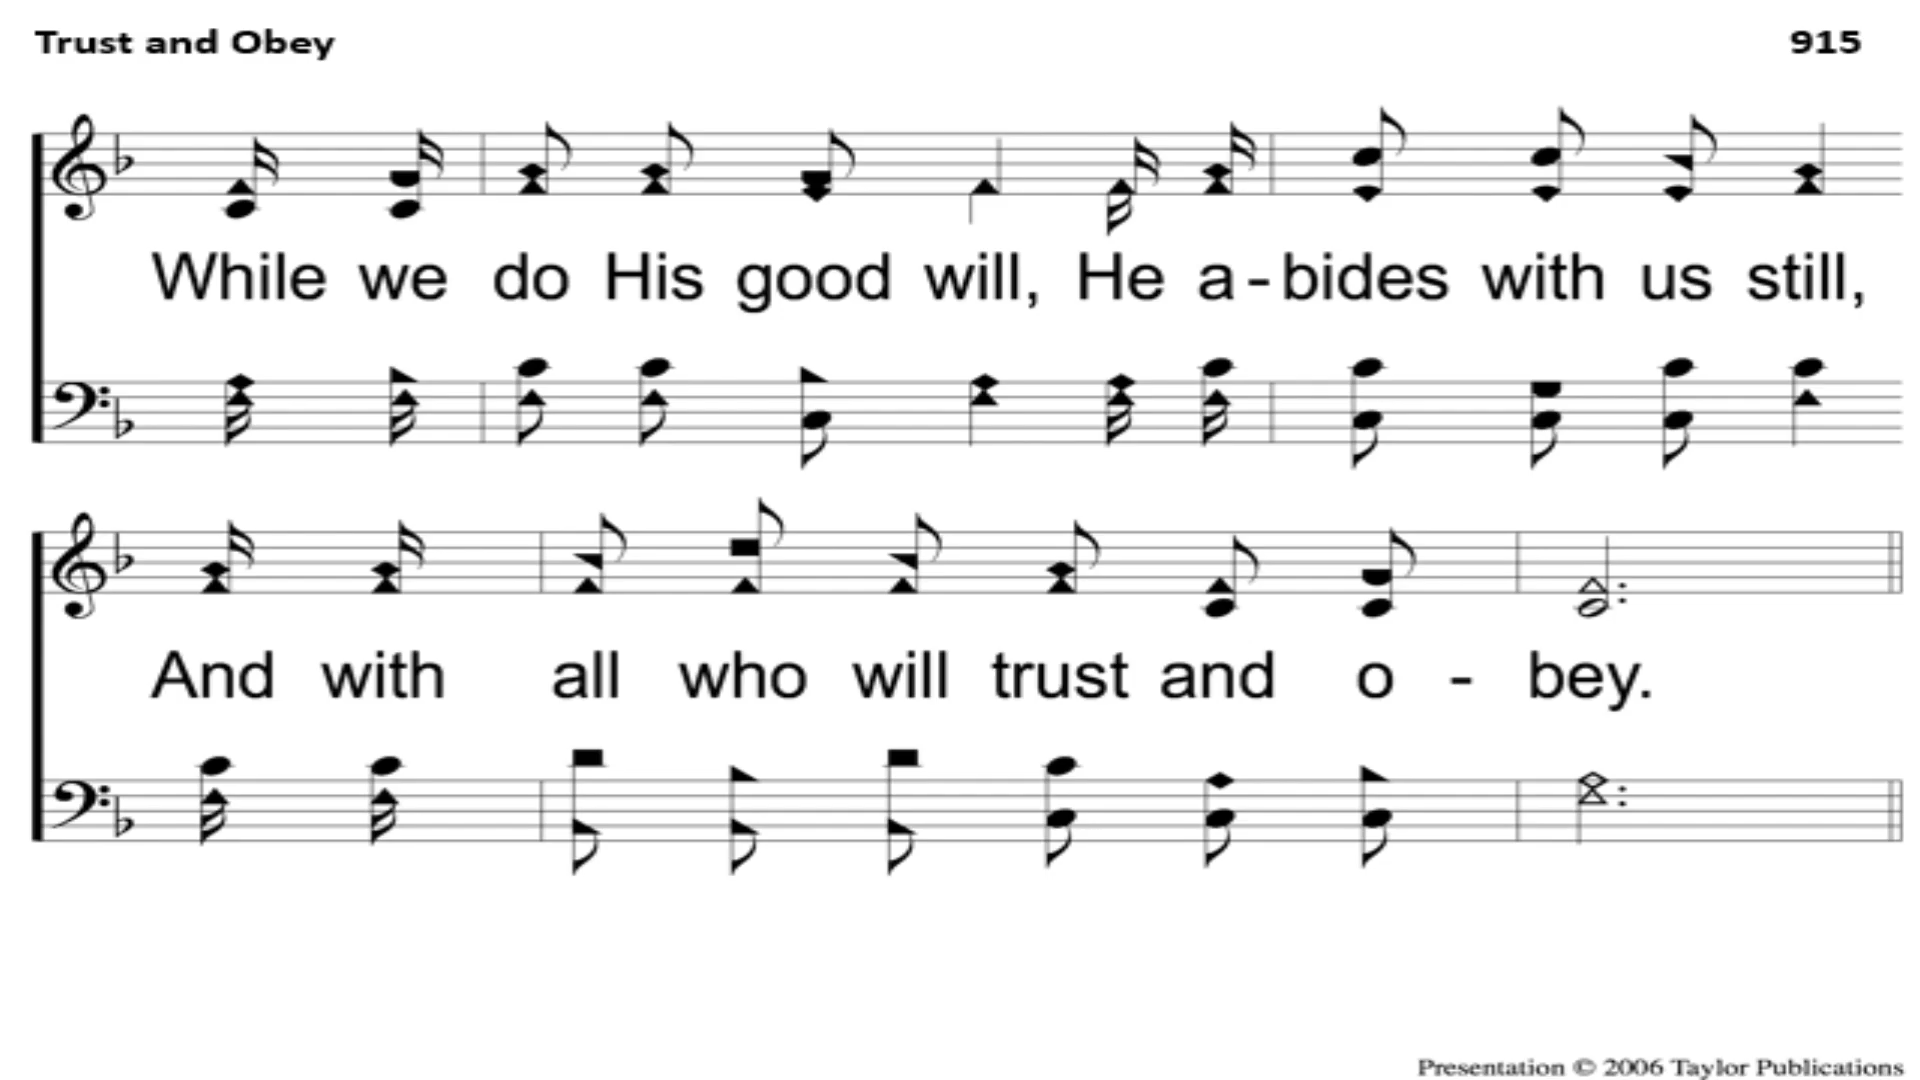 Trust and Obey 915
While we do His good will, He a - bides with us still,
And with all who will trust and o - bey.
Presentation © 2006 Taylor Publications